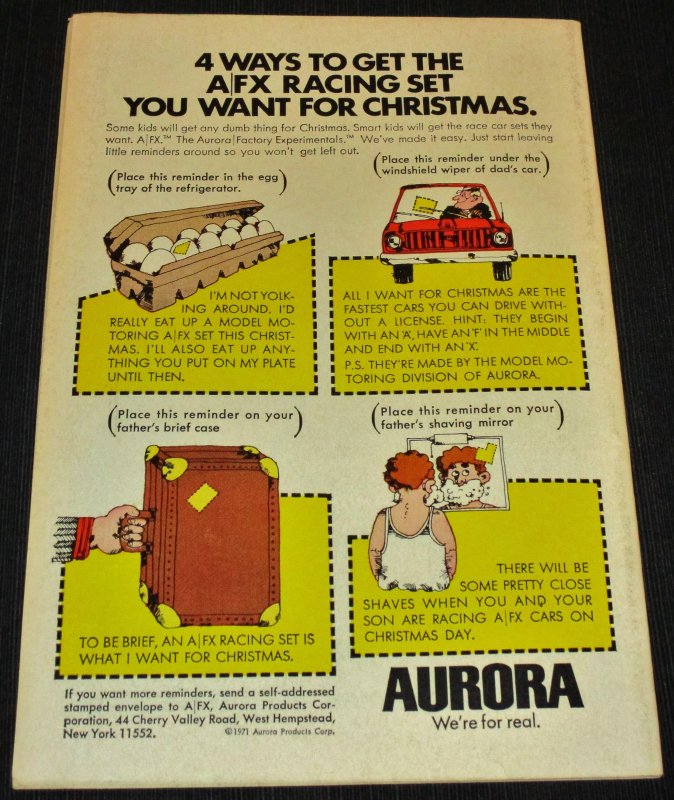 4 WAYS TO GET THE
A|FX RACING SET
YOU WANT FOR CHRISTMAS.
Some kids will get any dumb thing for Christmas. Smart kids will get the race car sets they
want. A|FX.™ The Aurora|Factory Experimentals.™ We've made it easy. Just start leaving
little reminders around so you won't get left out.
(Place this reminder in the egg
tray of the refrigerator.)
I'M NOT YOLK-
ING AROUND. I'D
REALLY EAT UP A MODEL MO-
TORING A|FX SET THIS CHRIST-
MAS. I'LL ALSO EAT UP ANY-
THING YOU PUT ON MY PLATE
UNTIL THEN.
(Place this reminder under the
windshield wiper of dad's car.)
ALL I WANT FOR CHRISTMAS ARE THE
FASTEST CARS YOU CAN DRIVE WITH-
OUT A LICENSE. HINT: THEY BEGIN
WITH AN 'A', HAVE AN 'F' IN THE MIDDLE
AND END WITH AN 'X'.
P.S. THEY'RE MADE BY THE MODEL MO-
TORING DIVISION OF AURORA.
(Place this reminder on your
father's brief case)
TO BE BRIEF, AN A|FX RACING SET IS
WHAT I WANT FOR CHRISTMAS.
(Place this reminder on your
father's shaving mirror)
THERE WILL BE
SOME PRETTY CLOSE
SHAVES WHEN YOU AND YOUR
SON ARE RACING A|FX CARS ON
CHRISTMAS DAY.
If you want more reminders, send a self-addressed
stamped envelope to A|FX, Aurora Products Cor-
poration, 44 Cherry Valley Road, West Hempstead,
New York 11552. ©1971 Aurora Products Corp.
AURORA
We're for real.